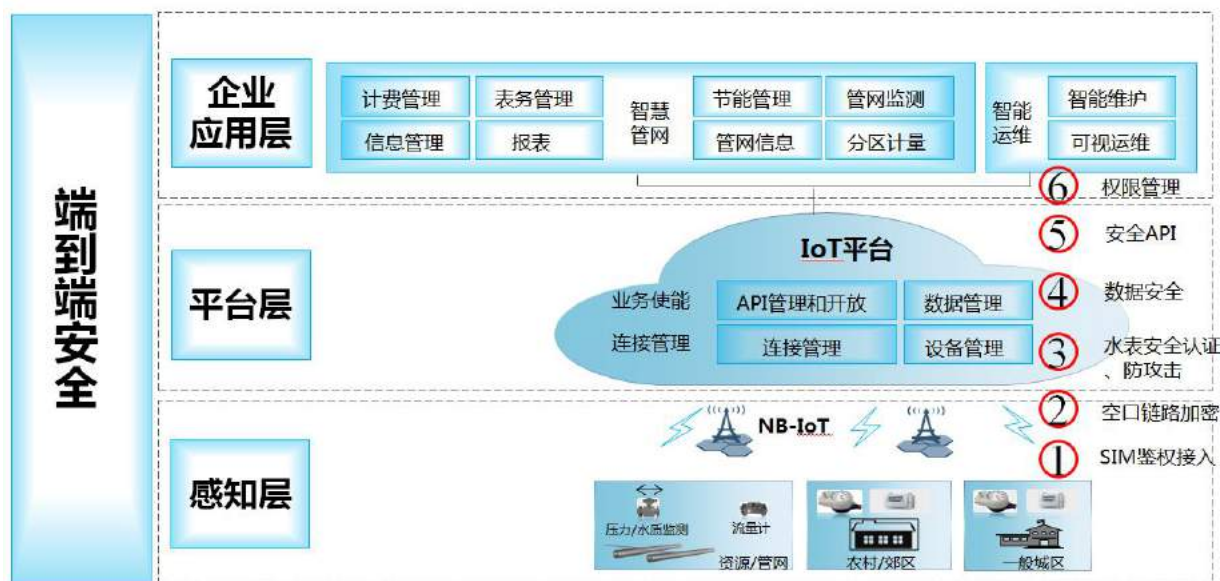 端到端安全
企业
应用层
计费管理
表务管理
信息管理
报表
智慧
管网
节能管理
管网监测
管网信息
分区计量
智能
运维
智能维护
可视运维
⑥ 权限管理
平台层
IoT平台
业务使能
API管理和开放
数据管理
连接管理
连接管理
设备管理
⑤ 安全API
④ 数据安全
③ 水表安全认证
、防攻击
感知层
NB-IoT
② 空口链路加密
① SIM鉴权接入
压力/水质监测
流量计
资源/管网
农村/郊区
一般城区